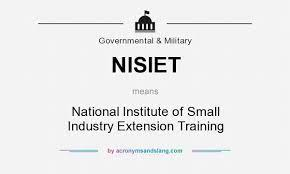 Governmental & Military
NISIET
means
National Institute of Small
Industry Extension Training
by acronymsandslang.com